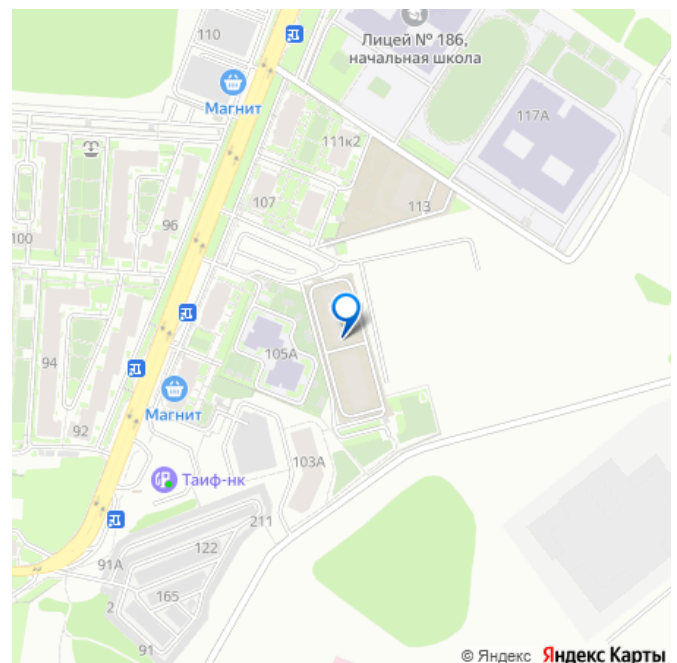 110
Лицей № 186,
начальная школа
Магнит
117А
111к2
113
107
96
100
105А
94
Магнит
92
103А
Таиф-нк
211
122
91А
165
2
91
© Яндекс Яндекс Карты